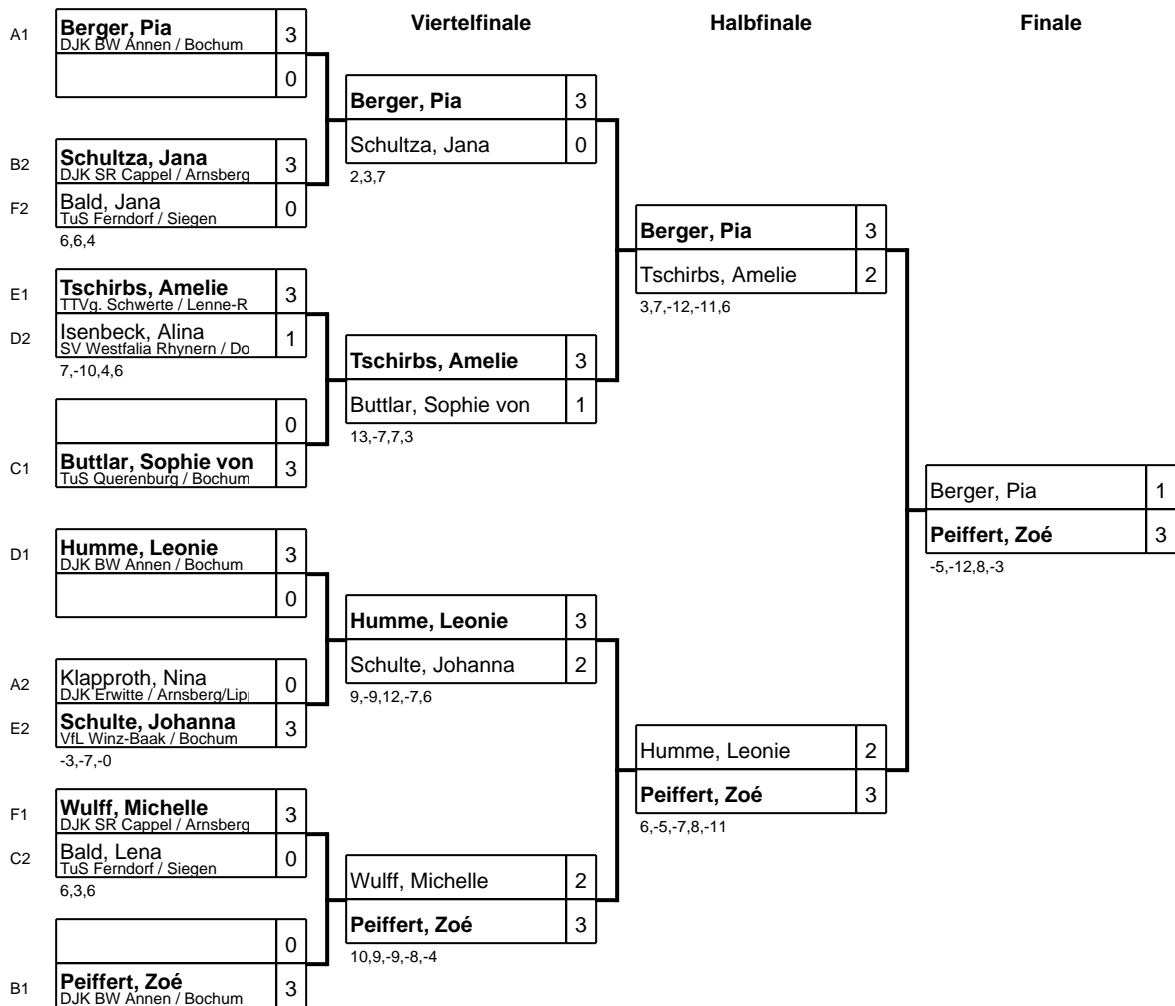 Viertelfinale
Halbfinale
Finale
A1
Berger, Pia
DJK BW Annen / Bochum
3
0
B2
Schultza, Jana
DJK SR Cappel / Arnsberg
3
F2
Bald, Jana
TuS Ferndorf / Siegen
0
6,6,4
E1
Tschirbs, Amelie
TTVg. Schwerte / Lenne-R
3
D2
Isenbeck, Alina
SV Westfalia Rhynern / Do
1
7,-10,4,6
0
C1
Buttlar, Sophie von
TuS Querenburg / Bochum
3
D1
Humme, Leonie
DJK BW Annen / Bochum
3
0
A2
Klapproth, Nina
DJK Erwitte / Arnsberg/Lip
0
E2
Schulte, Johanna
VfL Winz-Baak / Bochum
3
-3,-7,-0
F1
Wulff, Michelle
DJK SR Cappel / Arnsberg
3
C2
Bald, Lena
TuS Ferndorf / Siegen
0
6,3,6
0
B1
Peiffert, Zoé
DJK BW Annen / Bochum
3
Berger, Pia 3
Schultza, Jana 0
2,3,7
Tschirbs, Amelie 3
Buttlar, Sophie von 1
13,-7,7,3
Humme, Leonie 3
Schulte, Johanna 2
9,-9,12,-7,6
Wulff, Michelle 2
Peiffert, Zoé 3
10,9,-9,-8,-4
Berger, Pia 3
Tschirbs, Amelie 2
3,7,-12,-11,6
Humme, Leonie 2
Peiffert, Zoé 3
6,-5,-7,8,-11
Berger, Pia 1
Peiffert, Zoé 3
-5,-12,8,-3